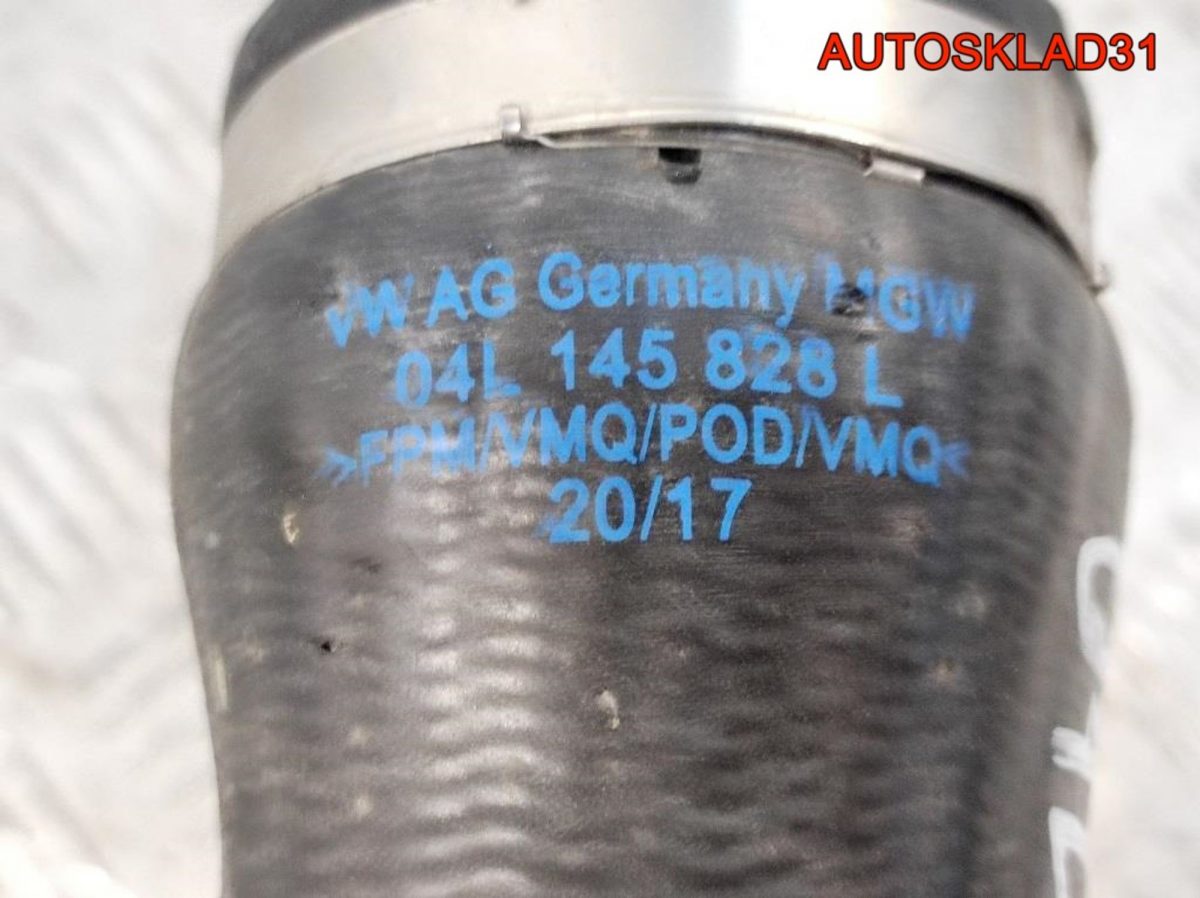 AUTOSKLAD31
VW AG Germany MGW
04L 145 828 L
>FPM/VMQ/POD/VMQ<
20/17